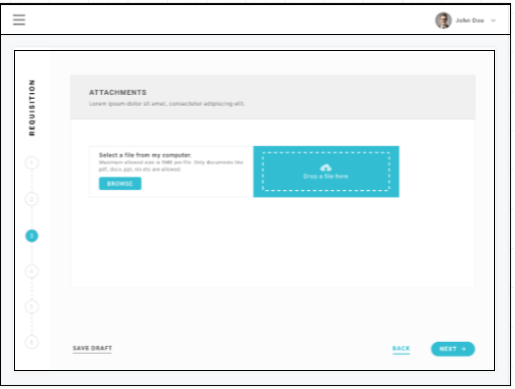 John Doe
REQUISITION
ATTACHMENTS
Lorem ipsum dolor sit amet, consectetur adipiscing elit.
Select a file from my computer.
Maximum allowed size is 5MB per file. Only documents like
pdf, docx, ppt, xls etc are allowed.
BROWSE
Drop a file here
1
2
3
4
5
6
SAVE DRAFT
BACK
NEXT →